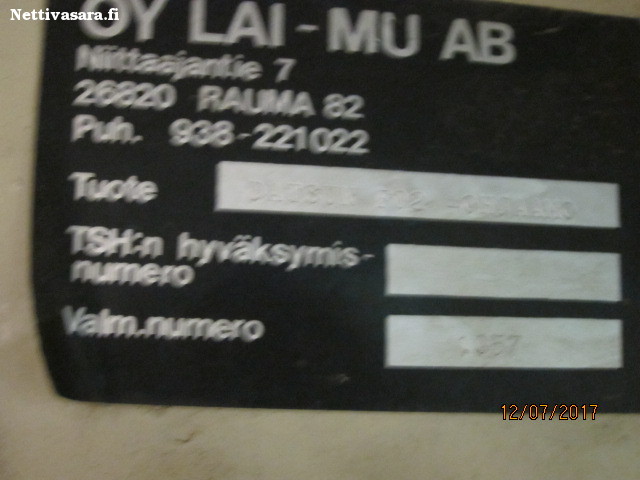 Nettivasara.fi
OY LAI-MU AB
Niittaajantie 7
26820 RAUMA 82
Puh. 938-221022
Tuote
TSH:n hyväksymis-
numero
Valm.numero
12/07/2017